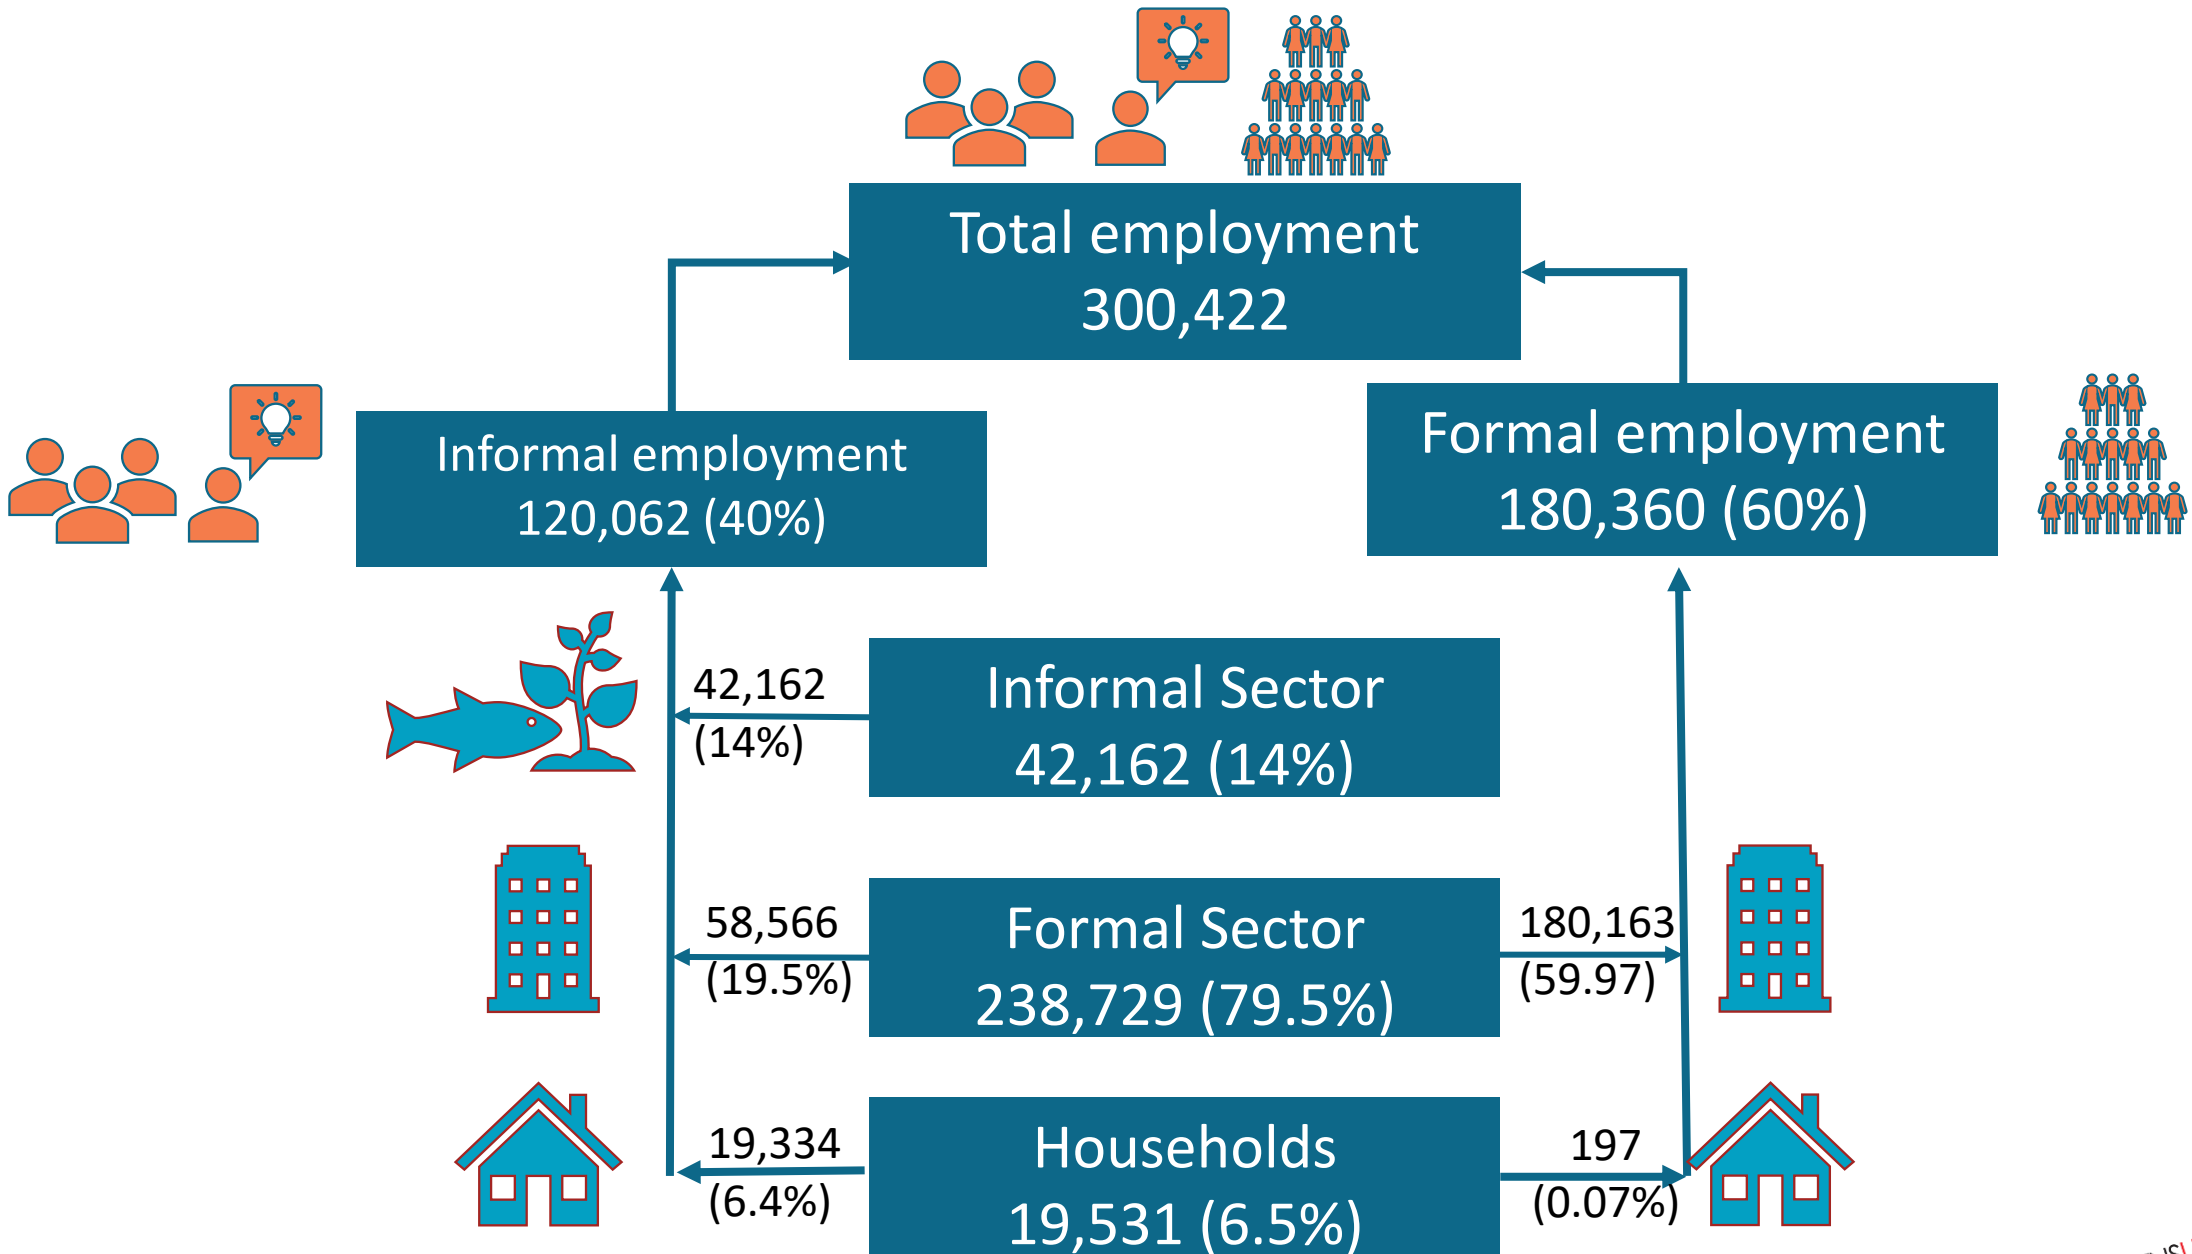 Total employment
300,422
Informal employment
120,062 (40%)
Formal employment
180,360 (60%)
42,162
(14%)
Informal Sector
42,162 (14%)
58,566
(19.5%)
Formal Sector
238,729 (79.5%)
180,163
(59.97)
19,334
(6.4%)
Households
19,531 (6.5%)
197
(0.07%)